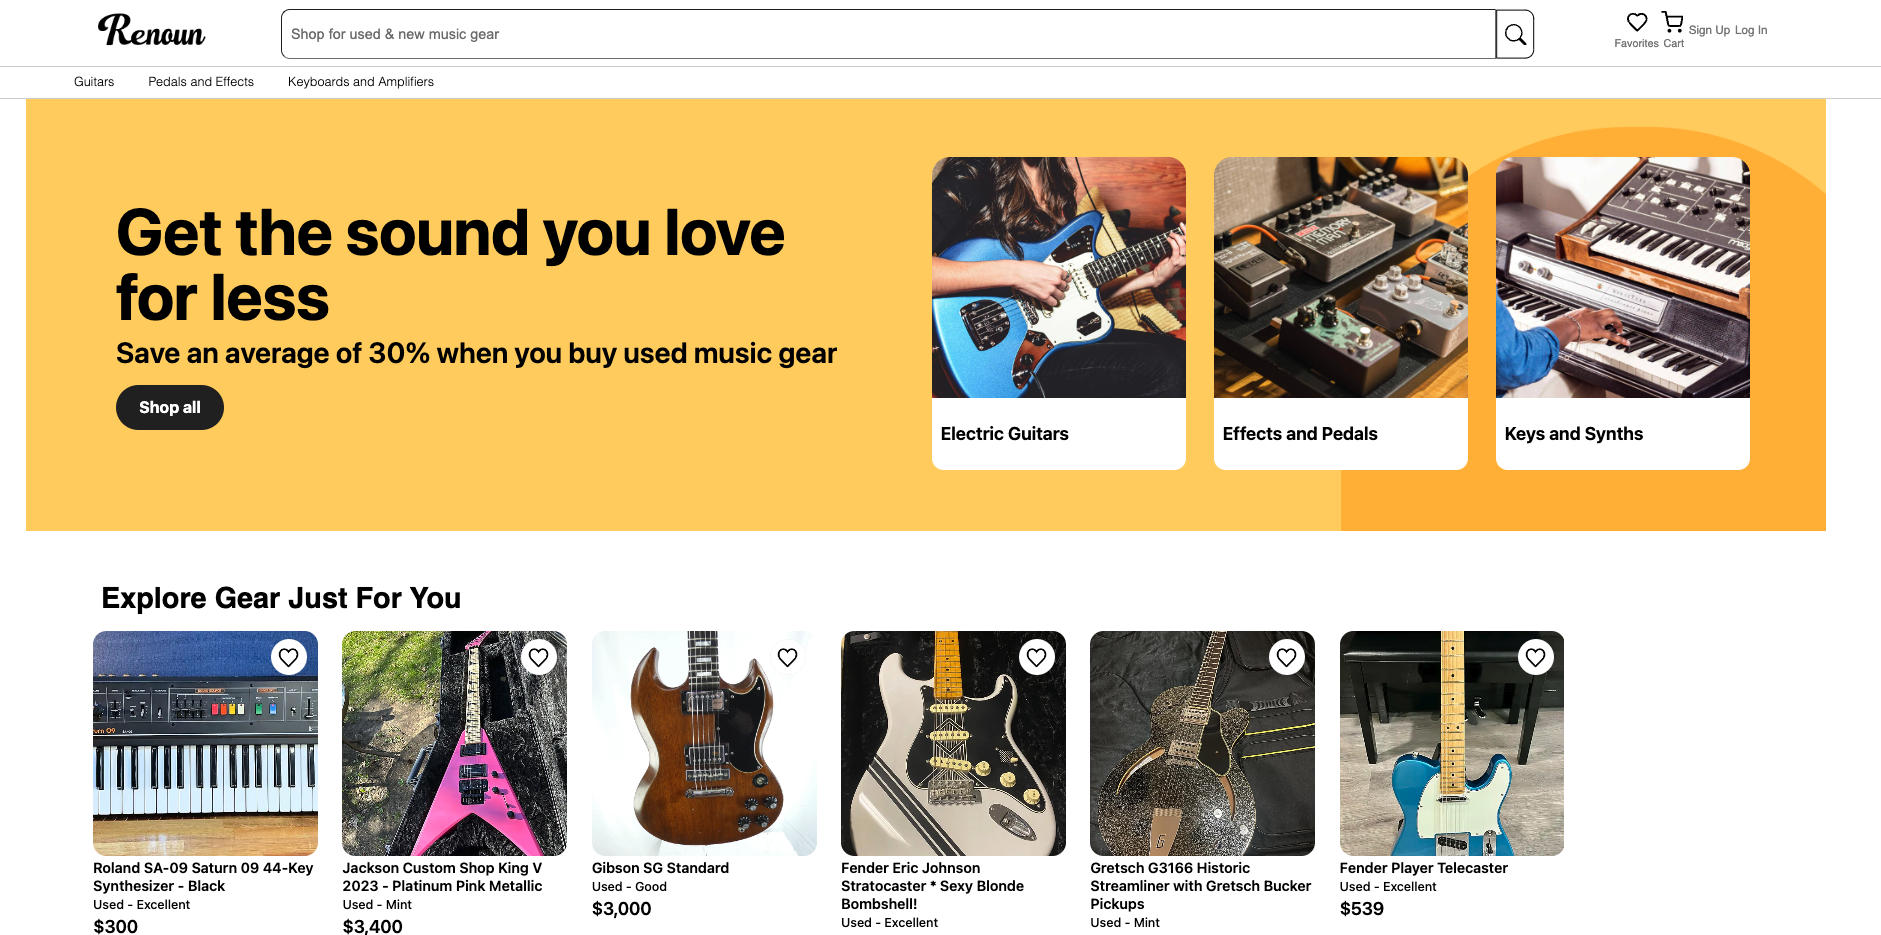 Renoun
Shop for used & new music gear
Favorites Cart Sign Up Log In
Guitars Pedals and Effects Keyboards and Amplifiers
Get the sound you love
for less
Save an average of 30% when you buy used music gear
Shop all
Electric Guitars
Effects and Pedals
Keys and Synths
Explore Gear Just For You
Roland SA-09 Saturn 09 44-Key
Synthesizer - Black
Used - Excellent
$300
Jackson Custom Shop King V
2023 - Platinum Pink Metallic
Used - Mint
$3,400
Gibson SG Standard
Used - Good
$3,000
Fender Eric Johnson
Stratocaster * Sexy Blonde
Bombshell!
Used - Excellent
Gretsch G3166 Historic
Streamliner with Gretsch Bucker
Pickups
Used - Mint
Fender Player Telecaster
Used - Excellent
$539